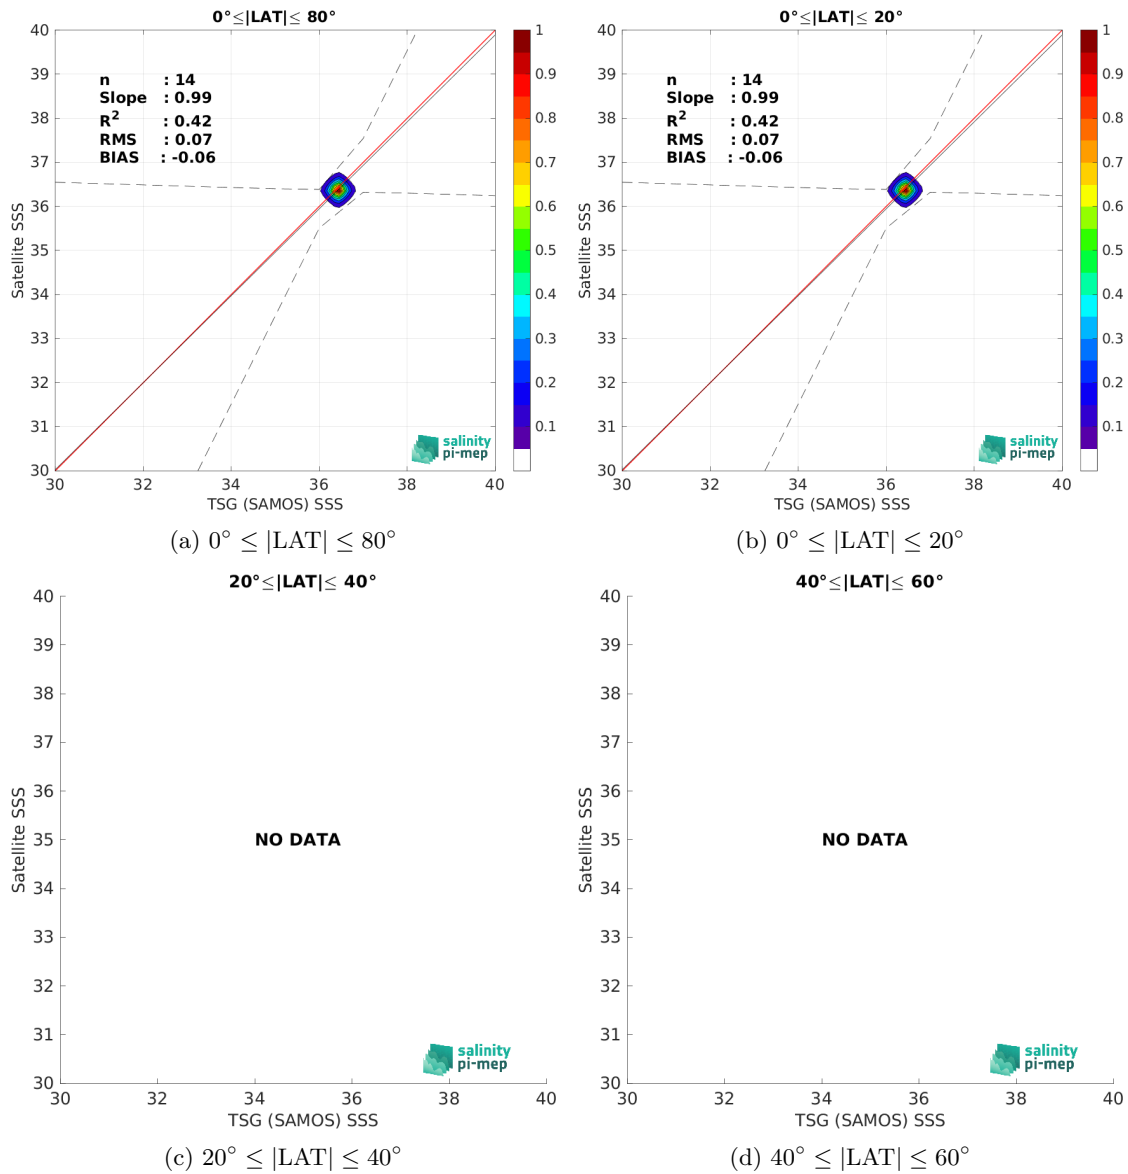 0°≤|LAT|≤ 80°
40
39
38
37
36
35
34
33
32
31
30
30 32 34 36 38 40
Satellite SSS
TSG (SAMOS) SSS
n : 14
Slope : 0.99
R2 : 0.42
RMS : 0.07
BIAS : -0.06
1
0.9
0.8
0.7
0.6
0.5
0.4
0.3
0.2
0.1
salinity
pi-mep
(a) 0° ≤ |LAT| ≤ 80°
0°≤|LAT|≤ 20°
40
39
38
37
36
35
34
33
32
31
30
30 32 34 36 38 40
Satellite SSS
TSG (SAMOS) SSS
n : 14
Slope : 0.99
R2 : 0.42
RMS : 0.07
BIAS : -0.06
1
0.9
0.8
0.7
0.6
0.5
0.4
0.3
0.2
0.1
salinity
pi-mep
(b) 0° ≤ |LAT| ≤ 20°
20°≤|LAT|≤ 40°
40
39
38
37
36
35
34
33
32
31
30
30 32 34 36 38 40
Satellite SSS
TSG (SAMOS) SSS
NO DATA
salinity
pi-mep
(c) 20° ≤ |LAT| ≤ 40°
40°≤|LAT|≤ 60°
40
39
38
37
36
35
34
33
32
31
30
30 32 34 36 38 40
Satellite SSS
TSG (SAMOS) SSS
NO DATA
salinity
pi-mep
(d) 40° ≤ |LAT| ≤ 60°